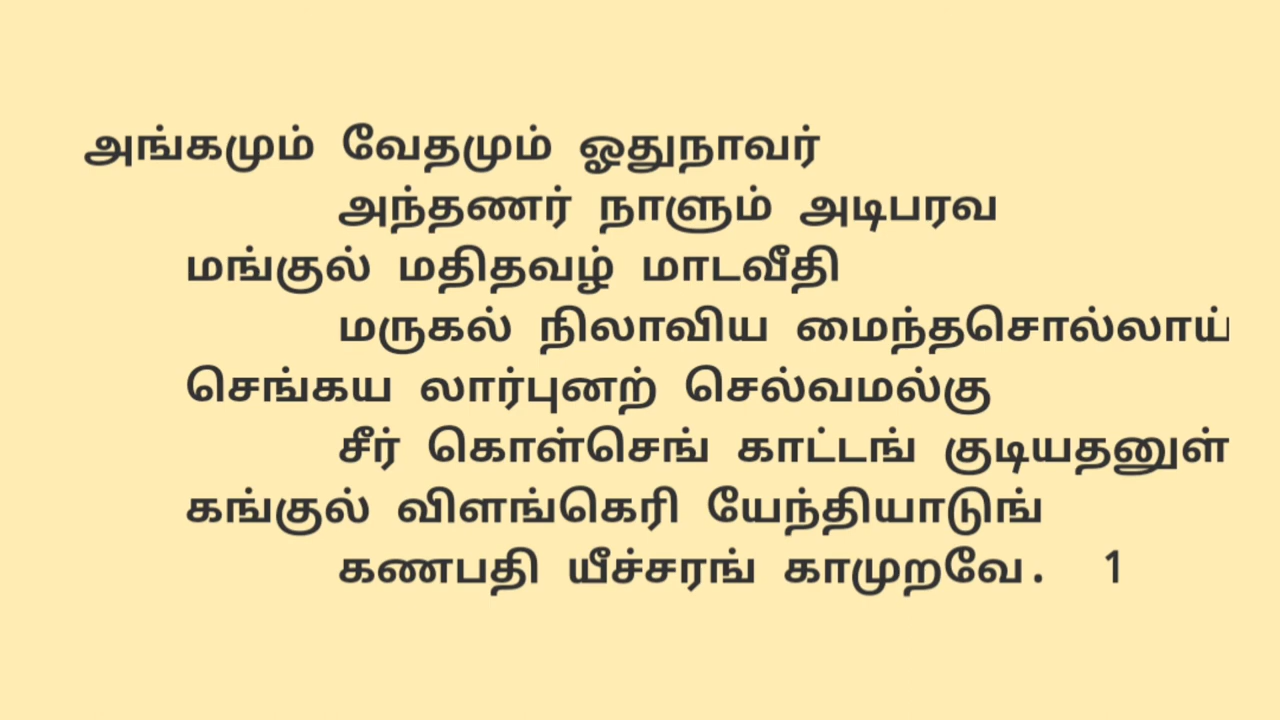 அங்கமும் வேதமும் ஓதுநாவர்
அந்தணர் நாளும் அடிபரவ
மங்குல் மதிதவழ் மாடவீதி
மருகல் நிலாவிய மைந்தசொல்லாய்
செங்கய லார்புனற் செல்வமல்கு
சீர் கொள்செங் காட்டங் குடியதனுள்
கங்குல் விளங்கெரி யேந்தியாடுங்
கணபதி யீச்சரங் காமுறவே. 1